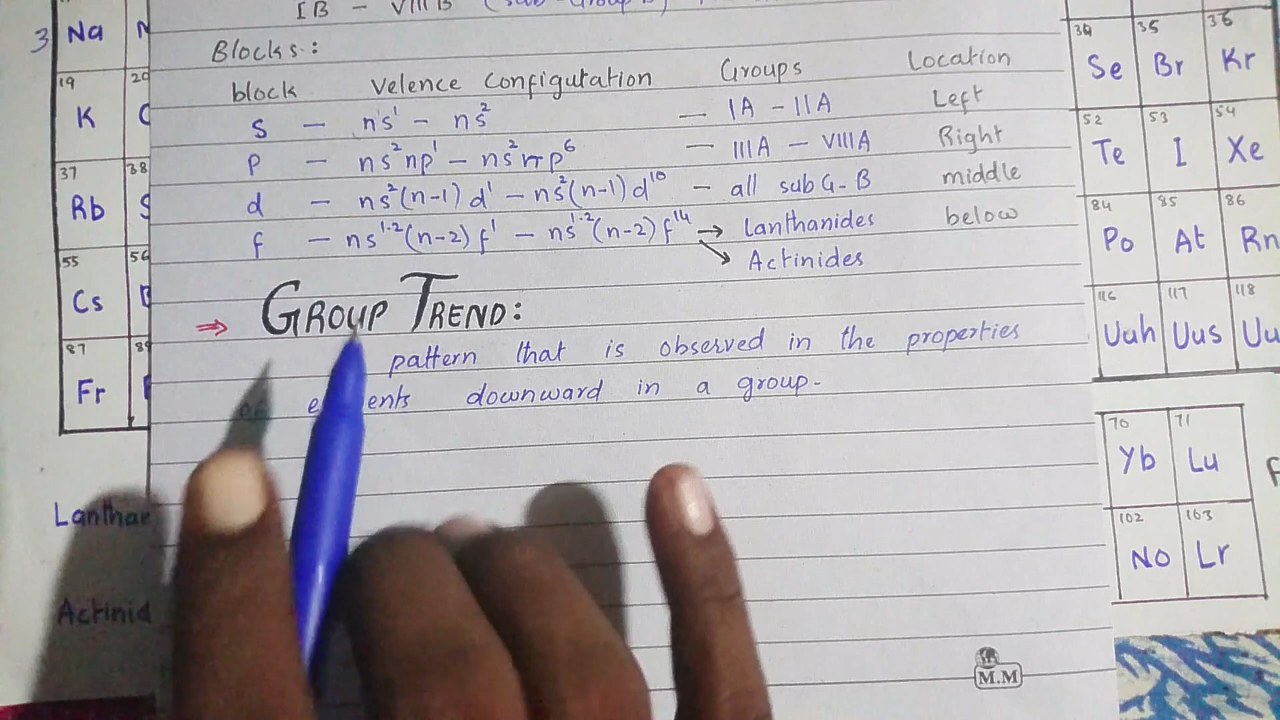 IB - VIII B (sub-Group B)
Blocks.:
block Velence Configutation Groups Location
S — ns¹ - ns² — IA - IIA Left
P — ns²np¹ - ns²np⁶ — IIIA - VIIIA Right
d — ns²(n-1)d¹ - ns²(n-1)d¹⁰ - all sub G-B middle
f — ns¹·²(n-2)f¹ - ns¹·²(n-2)f¹⁴ → Lanthanides below
→ Actinides
⇒ GROUP TREND:
pattern that is observed in the properties
downward in a group.
M.M
3 Na
19 20
K
37 38
Rb S
55 56
Cs
87
Fr
Lanthan
Actinid
34 35 36
Se Br Kr
52 53 54
Te I Xe
84 85 86
Po At Rn
116 117 118
Uuh Uus Uu
70 71
Yb Lu
102 103
No Lr